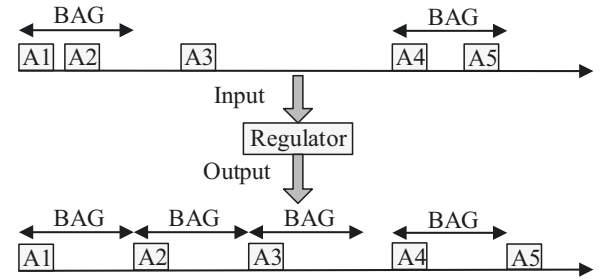 BAG BAG
A1 A2 A3 A4 A5
Input
Regulator
Output
BAG BAG BAG BAG
A1 A2 A3 A4 A5